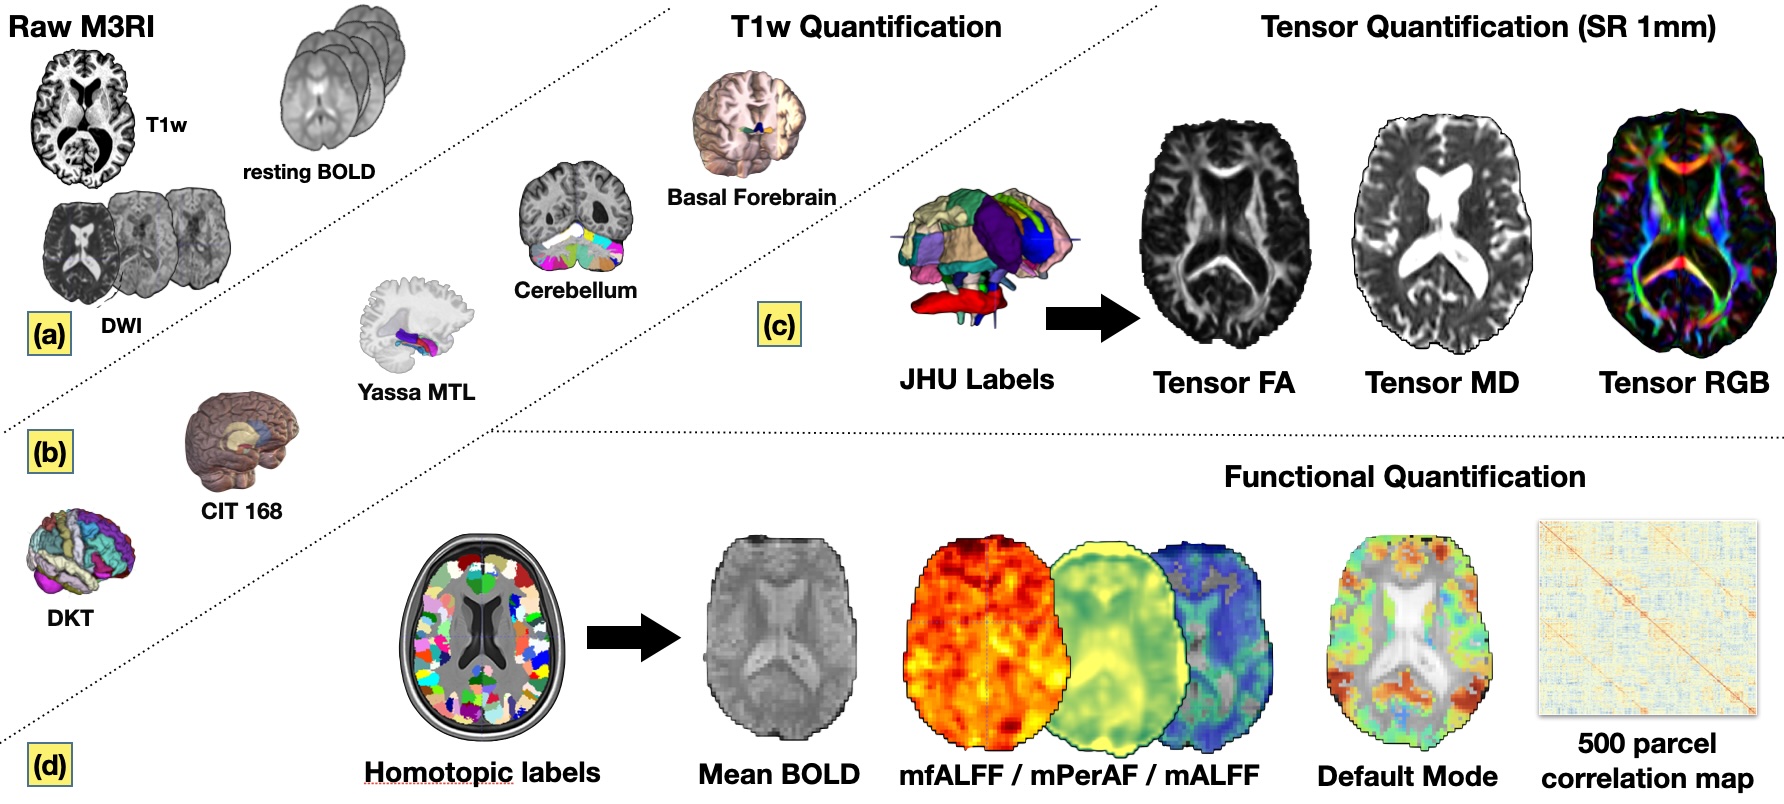 Raw M3RI
T1w
resting BOLD
DWI
(a)
T1w Quantification
Basal Forebrain
Cerebellum
Yassa MTL
(b)
CIT 168
DKT
Tensor Quantification (SR 1mm)
(c)
JHU Labels
Tensor FA
Tensor MD
Tensor RGB
Functional Quantification
(d)
Homotopic labels
Mean BOLD
mfALFF / mPerAF / mALFF
Default Mode
500 parcel
correlation map